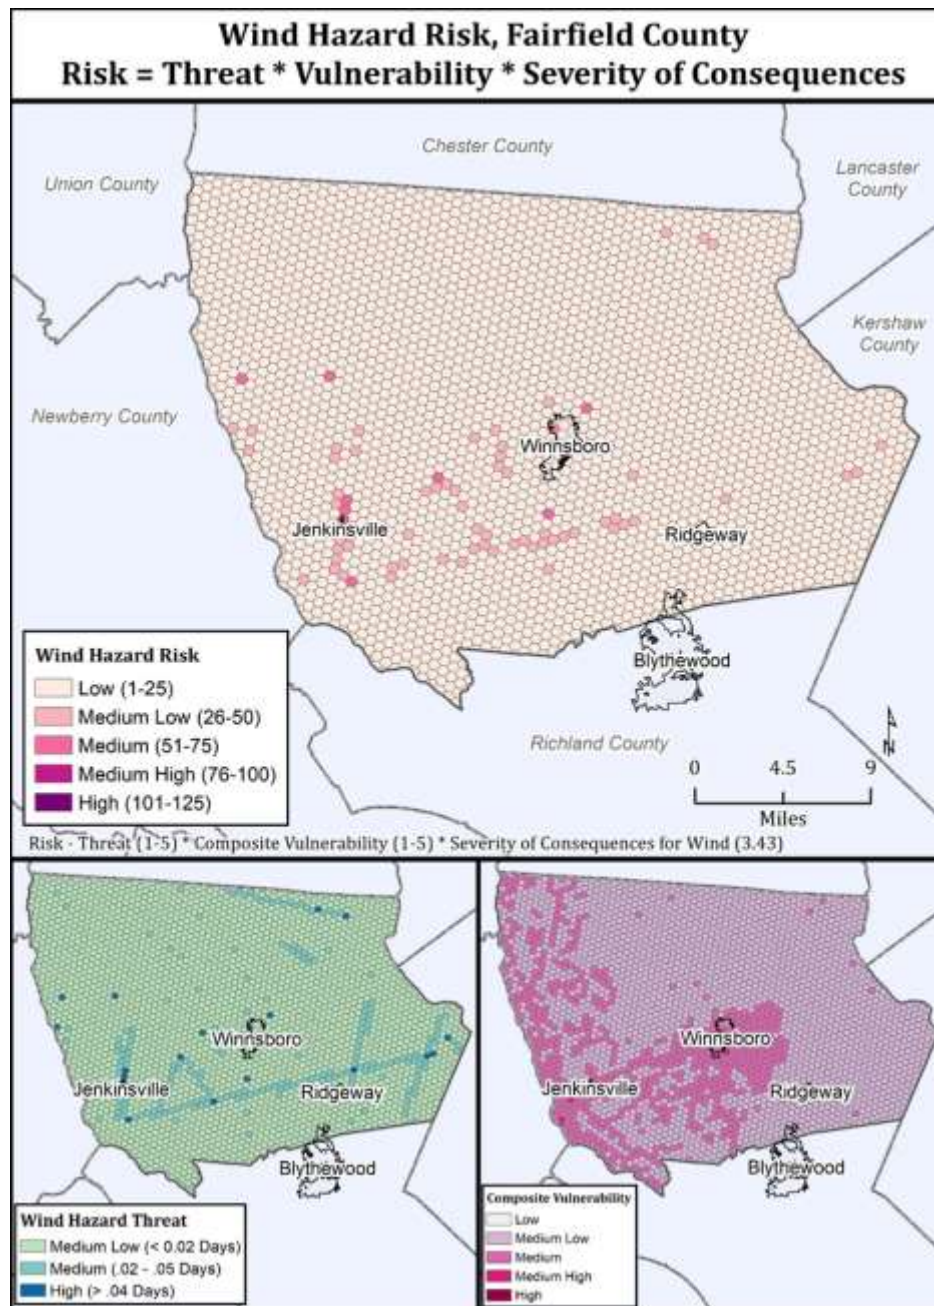 Wind Hazard Risk, Fairfield County
Risk = Threat * Vulnerability * Severity of Consequences
Chester County
Union County
Lancaster
County
Kershaw
County
Newberry County
Winnsboro
Jenkinsville
Ridgeway
Blythewood
Richland County
Wind Hazard Risk
Low (1-25)
Medium Low (26-50)
Medium (51-75)
Medium High (76-100)
High (101-125)
N
0 4.5 9
Miles
Risk - Threat (1-5) * Composite Vulnerability (1-5) * Severity of Consequences for Wind (3.43)
Winnsboro
Jenkinsville
Ridgeway
Blythewood
Wind Hazard Threat
Medium Low (< 0.02 Days)
Medium (.02 - .05 Days)
High (> .04 Days)
Winnsboro
Jenkinsville
Ridgeway
Blythewood
Composite Vulnerability
Low
Medium Low
Medium
Medium High
High